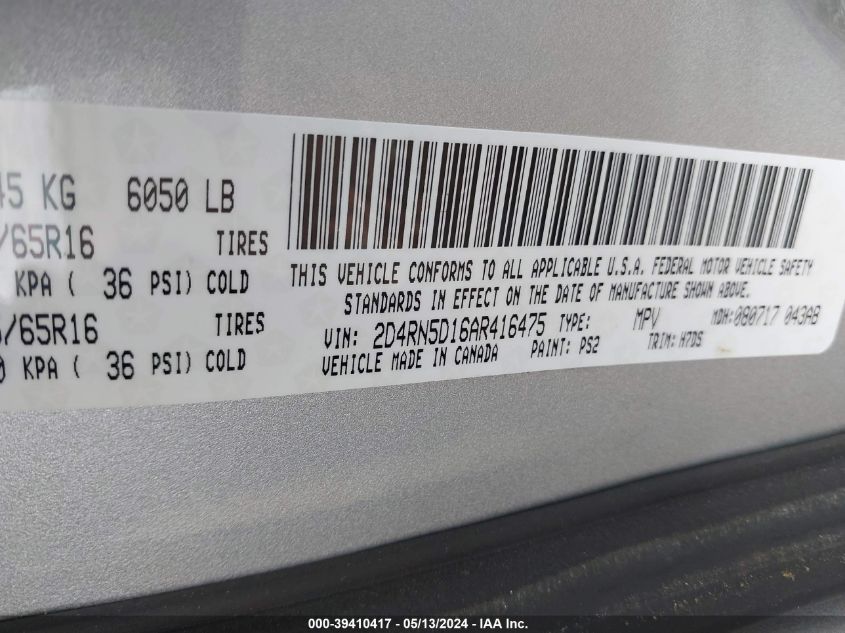 45 KG 6050 LB
/65R16 TIRES
KPA ( 36 PSI) COLD
/65R16 TIRES
0 KPA ( 36 PSI) COLD
THIS VEHICLE CONFORMS TO ALL APPLICABLE U.S.A. FEDERAL MOTOR VEHICLE SAFETY
STANDARDS IN EFFECT ON THE DATE OF MANUFACTURE SHOWN ABOVE.
VIN: 2D4RN5D16AR416475 TYPE: MPV MDH:080717 043AB
VEHICLE MADE IN CANADA PAINT: PS2 TRIM: H7DS
000-39410417 - 05/13/2024 - IAA Inc.